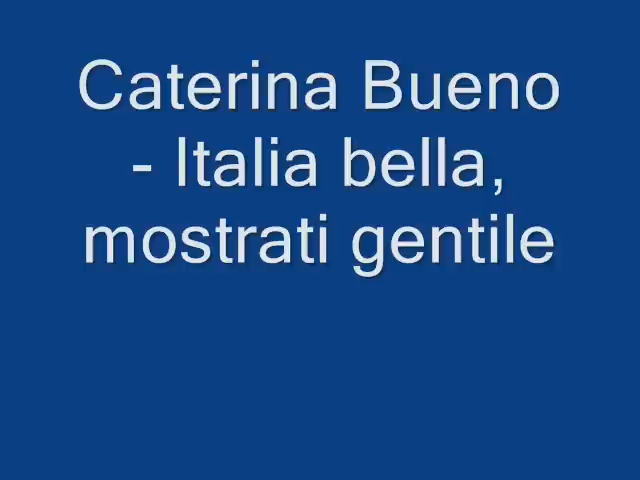 Caterina Bueno
- Italia bella,
mostrati gentile